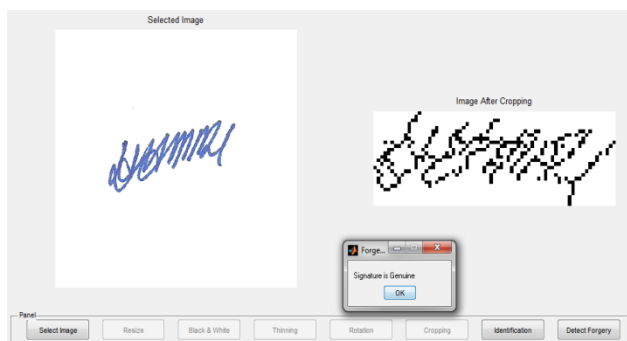 Selected Image
Image After Cropping
Forge...
Signature is Genuine
OK
Panel
Select Image
Resize
Black & White
Thinning
Rotation
Cropping
Identification
Detect Forgery